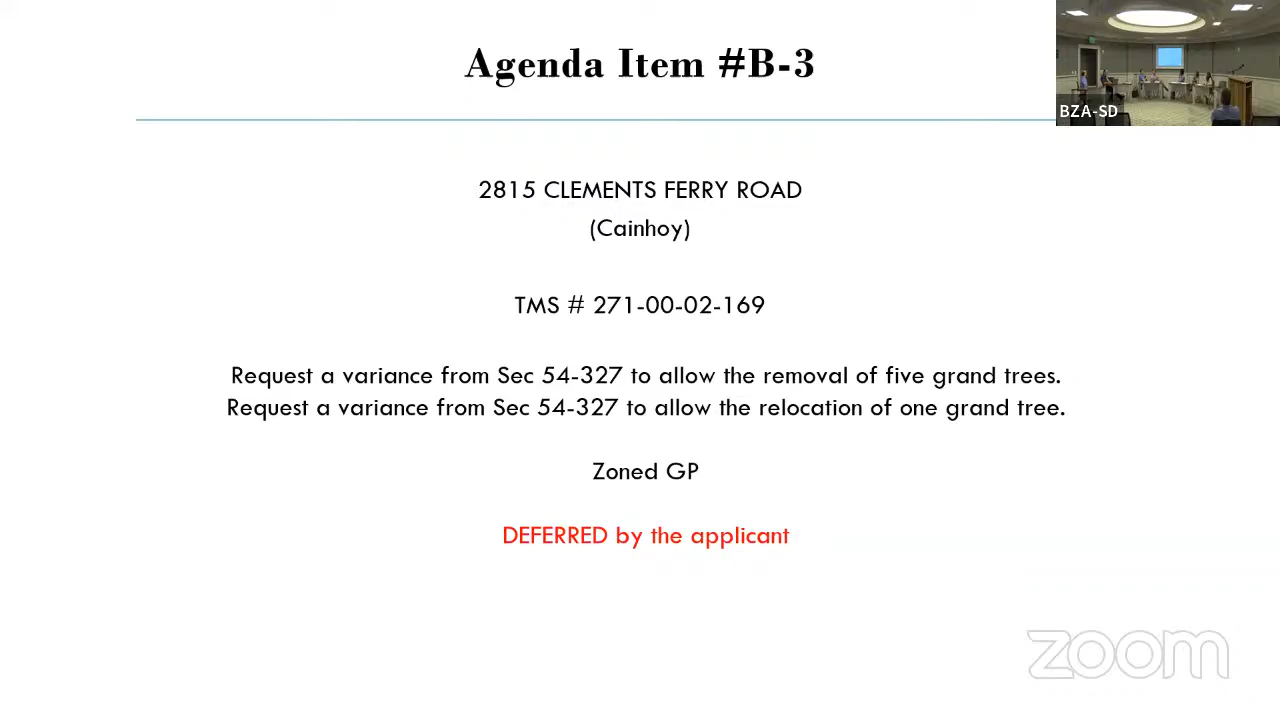 Agenda Item #B-3
BZA-SD
2815 CLEMENTS FERRY ROAD
(Cainhoy)
TMS # 271-00-02-169
Request a variance from Sec 54-327 to allow the removal of five grand trees.
Request a variance from Sec 54-327 to allow the relocation of one grand tree.
Zoned GP
DEFERRED by the applicant
zoom